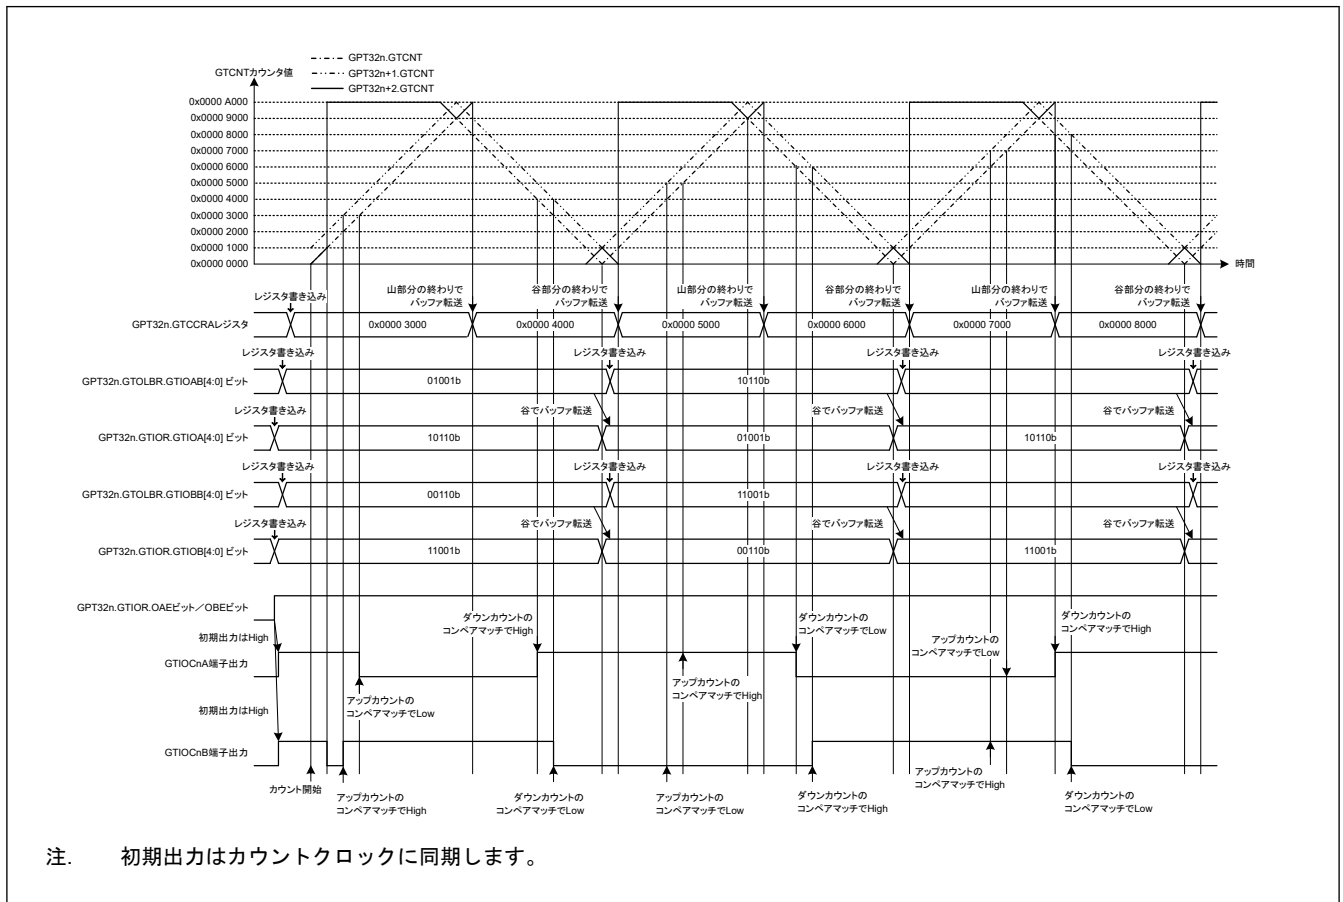 GPT32n.GTCNT
GTCNTカウンタ値
GPT32n+1.GTCNT
GPT32n+2.GTCNT
0x0000 A000
0x0000 9000
0x0000 8000
0x0000 7000
0x0000 6000
0x0000 5000
0x0000 4000
0x0000 3000
0x0000 2000
0x0000 1000
0x0000 0000
時間
レジスタ書き込み
山部分の終わりで
バッファ転送
谷部分の終わりで
バッファ転送
山部分の終わりで
バッファ転送
谷部分の終わりで
バッファ転送
山部分の終わりで
バッファ転送
谷部分の終わりで
バッファ転送
GPT32n.GTCCRAレジスタ
0x0000 3000
0x0000 4000
0x0000 5000
0x0000 6000
0x0000 7000
0x0000 8000
レジスタ書き込み
レジスタ書き込み
レジスタ書き込み
レジスタ書き込み
GPT32n.GTOLBR.GTIOAB[4:0] ビット
01001b
10110b
レジスタ書き込み
谷でバッファ転送
谷でバッファ転送
谷でバッファ転送
GPT32n.GTIOR.GTIOA[4:0] ビット
10110b
01001b
10110b
レジスタ書き込み
レジスタ書き込み
レジスタ書き込み
レジスタ書き込み
GPT32n.GTOLBR.GTIOBB[4:0] ビット
00110b
11001b
レジスタ書き込み
谷でバッファ転送
谷でバッファ転送
谷でバッファ転送
GPT32n.GTIOR.GTIOB[4:0] ビット
11001b
00110b
11001b
GPT32n.GTIOR.OAEビット／OBEビット
ダウンカウントの
コンペアマッチでHigh
ダウンカウントの
コンペアマッチでLow
ダウンカウントの
コンペアマッチでHigh
初期出力はHigh
アップカウントの
コンペアマッチでLow
GTIOCnA端子出力
アップカウントの
コンペアマッチでHigh
アップカウントの
コンペアマッチでLow
初期出力はHigh
GTIOCnB端子出力
カウント開始
アップカウントの
コンペアマッチでHigh
ダウンカウントの
コンペアマッチでLow
アップカウントの
コンペアマッチでLow
ダウンカウントの
コンペアマッチでHigh
アップカウントの
コンペアマッチでHigh
ダウンカウントの
コンペアマッチでLow
注. 初期出力はカウントクロックに同期します。